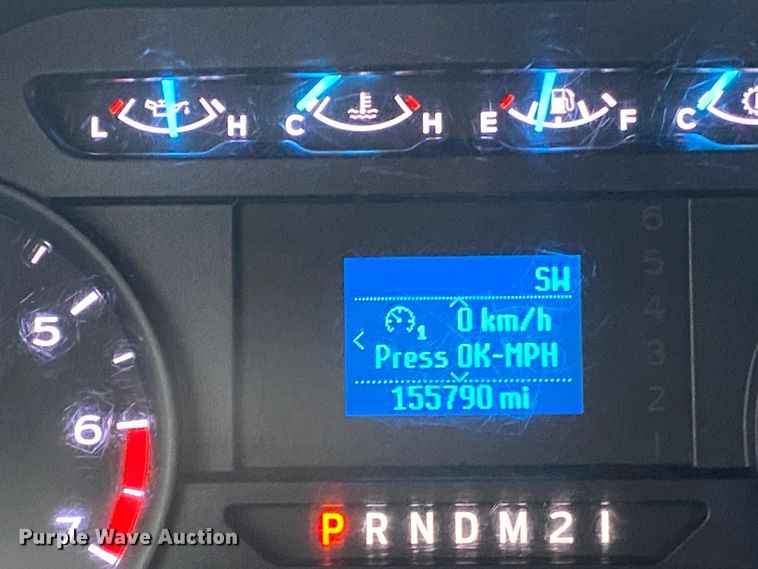 L H C H E F C
6
5
4
3
2
1
SW
0 km/h
1
Press OK-MPH
155790 mi
5
6
7
P R N D M 2 1
Purple Wave Auction